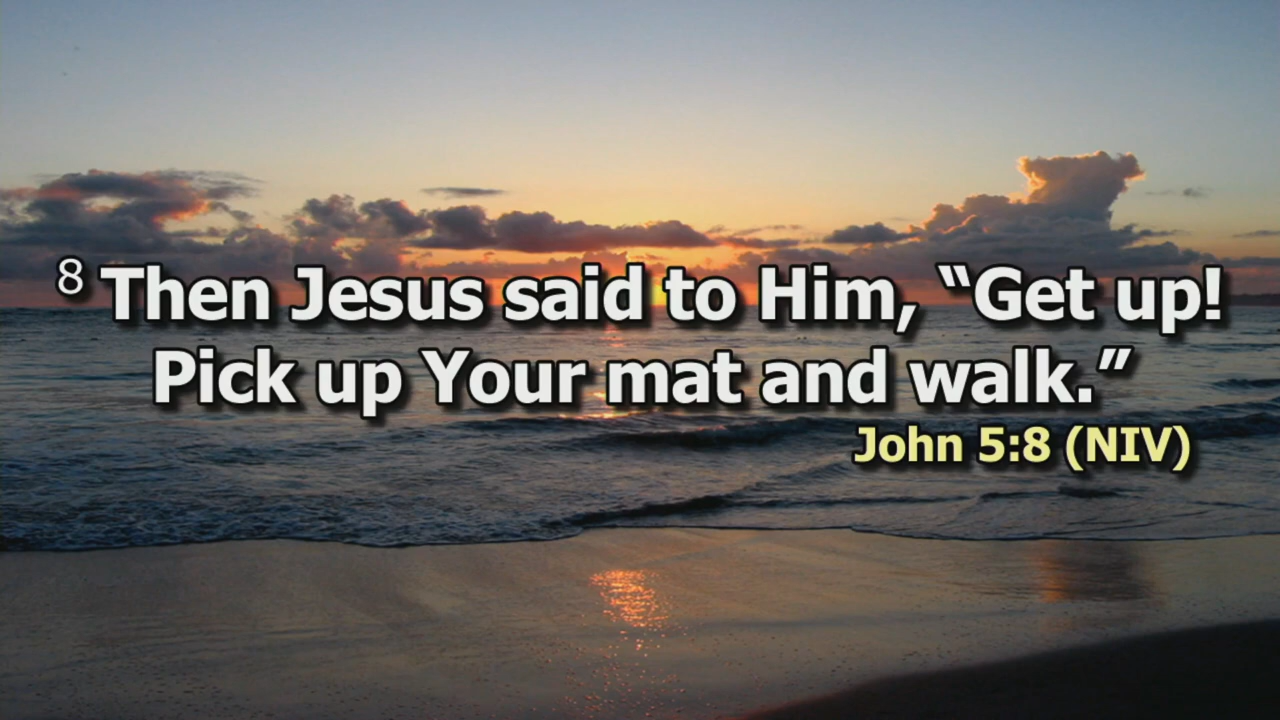 8 Then Jesus said to Him, “Get up!
Pick up Your mat and walk.”
John 5:8 (NIV)